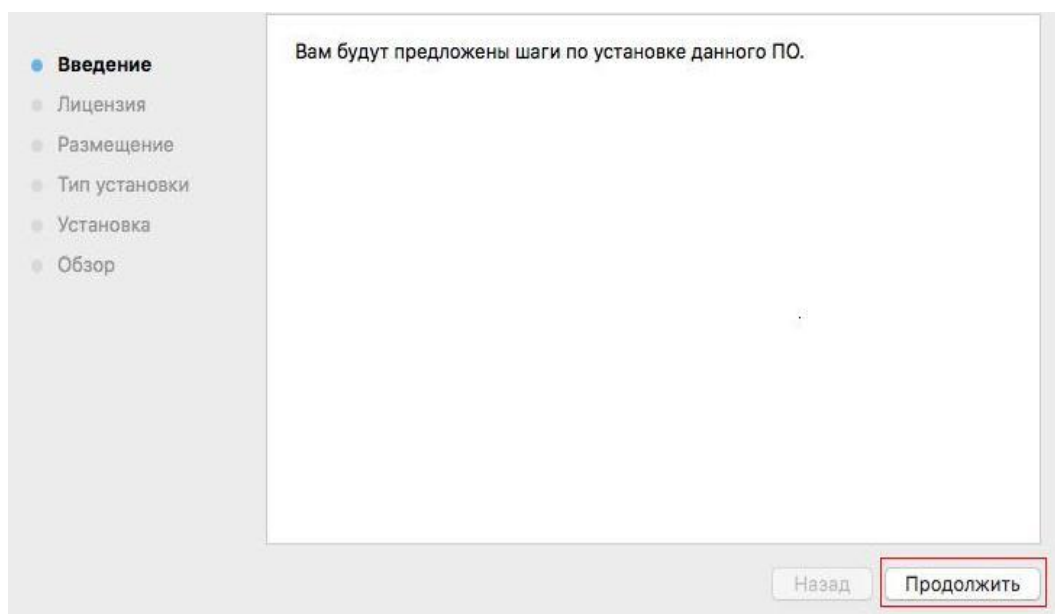 Введение
Лицензия
Размещение
Тип установки
Установка
Обзор
Вам будут предложены шаги по установке данного ПО.
Назад
Продолжить